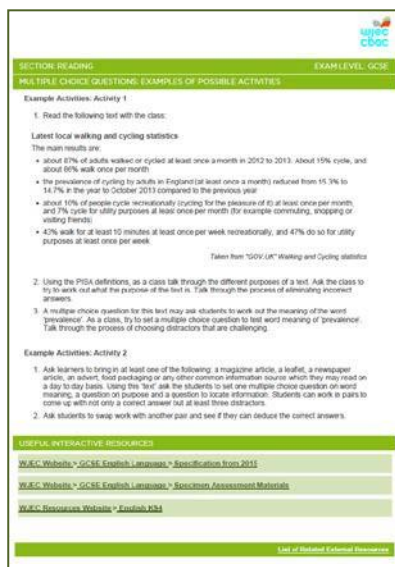 wjec
cbac
SECTION: READING EXAM LEVEL: GCSE
MULTIPLE CHOICE QUESTIONS: EXAMPLES OF POSSIBLE ACTIVITIES
Example Activities: Activity 1
1. Read the following text with the class:
Latest local walking and cycling statistics
The main results are:
• about 87% of adults walked or cycled at least once a month in 2012 to 2013. About 15% cycle, and
about 86% walk once per month
• the prevalence of cycling by adults in England (at least once a month) reduced from 15.3% to
14.7% in the year to October 2013 compared to the previous year
• about 10% of people cycle recreationally (cycling for the pleasure of it) at least once per month,
and 7% cycle for utility purposes at least once per month (for example commuting, shopping or
visiting friends)
• 43% walk for at least 10 minutes at least once per week recreationally, and 47% do so for utility
purposes at least once per week
Taken from "GOV.UK" Walking and Cycling statistics
2. Using the PISA definitions, as a class talk through the different purposes of a text. Ask the class to
try to work out what the purpose of the text is. Talk through the process of eliminating incorrect
answers.
3. A multiple choice question for this text may ask students to work out the meaning of the word
'prevalence'. As a class, try to set a multiple choice question to test word meaning of 'prevalence'.
Talk through the process of choosing distractors that are challenging.
Example Activities: Activity 2
1. Ask learners to bring in at least one of the following: a magazine article, a leaflet, a newspaper
article, an advert, food packaging or any other common information source which they may read on
a day to day basis. Using this 'text' ask the students to set one multiple choice question on word
meaning, a question on purpose and a question to locate information. Students can work in pairs to
come up with not only a correct answer but at least three distractors.
2. Ask students to swap work with another pair and see if they can deduce the correct answers.
USEFUL INTERACTIVE RESOURCES
WJEC Website > GCSE English Language > Specification from 2015
WJEC Website > GCSE English Language > Specimen Assessment Materials
WJEC Resources Website > English KS4
List of Related External Resources